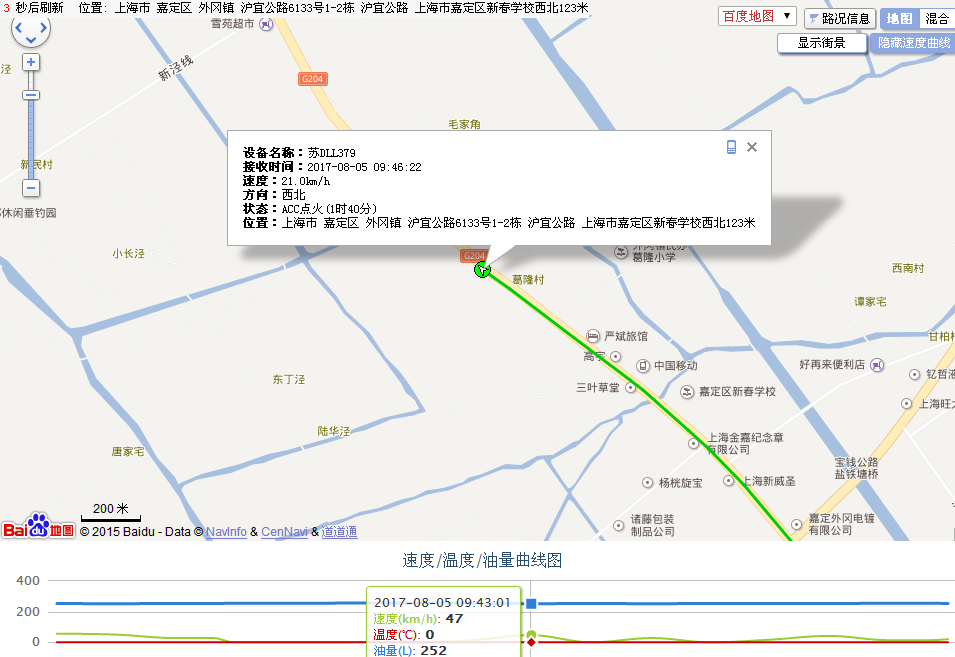 3 秒后刷新 位置: 上海市 嘉定区 外冈镇 沪宜公路6133号1-2栋 沪宜公路 上海市嘉定区新春学校西北123米
百度地图 ▼ 路况信息 地图 混合
显示街景 隐藏速度曲线
雪苑超市
新泾线
G204
毛家角
泾
新民村
休闲垂钓园
小长泾
设备名称：苏DLL379
接收时间：2017-08-05 09:46:22
速度：21.0km/h
方向：西北
状态：ACC点火(1时40分)
位置：上海市 嘉定区 外冈镇 沪宜公路6133号1-2栋 沪宜公路 上海市嘉定区新春学校西北123米
葛隆小学
G204
葛隆村
西南村
谭家宅
甘柏村
严斌旅馆
高字
中国移动
好再来便利店
钇哲液
东丁泾
三叶草堂
嘉定区新春学校
上海旺大
陆华泾
唐家宅
上海金嘉纪念章
有限公司
宝钱公路
盐铁塘桥
杨桄旋宝
上海新威圣
200 米
诸藤包装
制品公司
嘉定外冈电镀
有限公司
Bai du 地图 © 2015 Baidu - Data © NavInfo & CenNavi & 道道通
速度/温度/油量曲线图
400
200
0
2017-08-05 09:43:01
速度(km/h): 47
温度(℃): 0
油量(L): 252